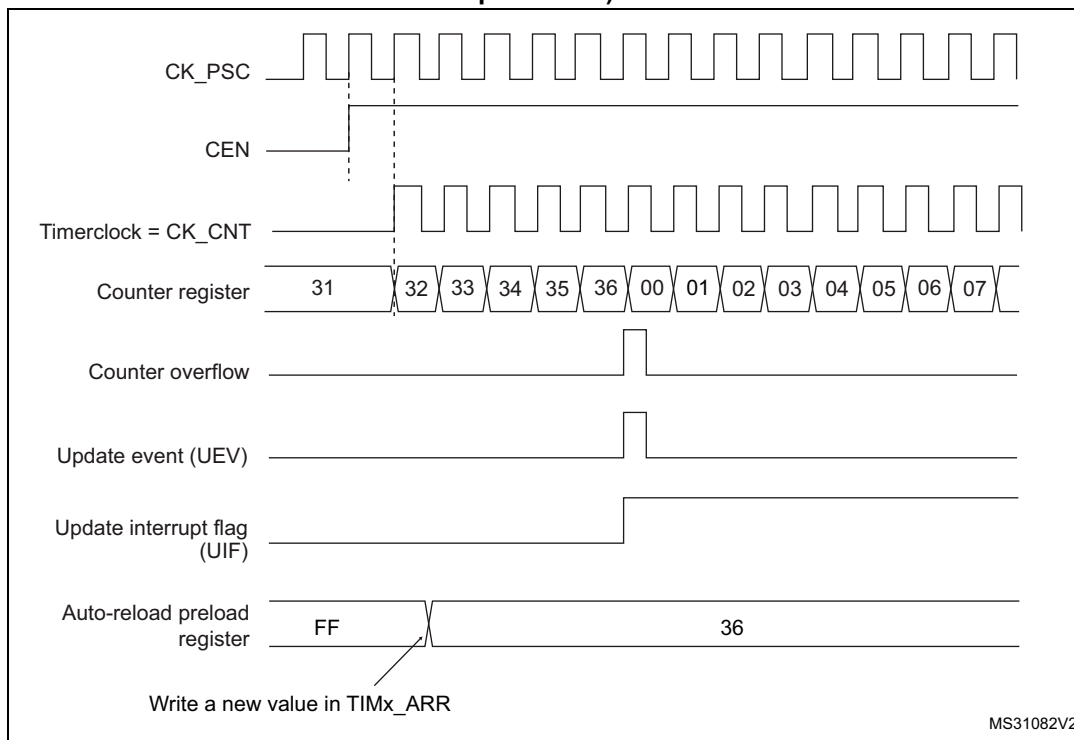 CK_PSC
CEN
Timerclock = CK_CNT
Counter register
31 32 33 34 35 36 00 01 02 03 04 05 06 07
Counter overflow
Update event (UEV)
Update interrupt flag
(UIF)
Auto-reload preload
register
FF 36
Write a new value in TIMx_ARR
MS31082V2